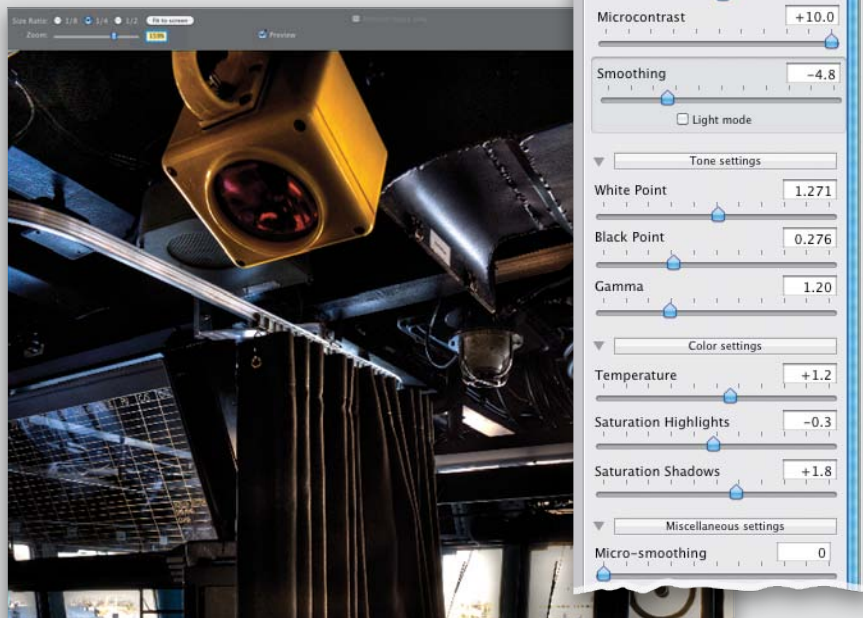 Size Ratio: 1/8 1/4 1/2 Fit to screen
Zoom: 159% Preview
Microcontrast +10.0
Smoothing -4.8
Light mode
Tone settings
White Point 1.271
Black Point 0.276
Gamma 1.20
Color settings
Temperature +1.2
Saturation Highlights -0.3
Saturation Shadows +1.8
Miscellaneous settings
Micro-smoothing 0